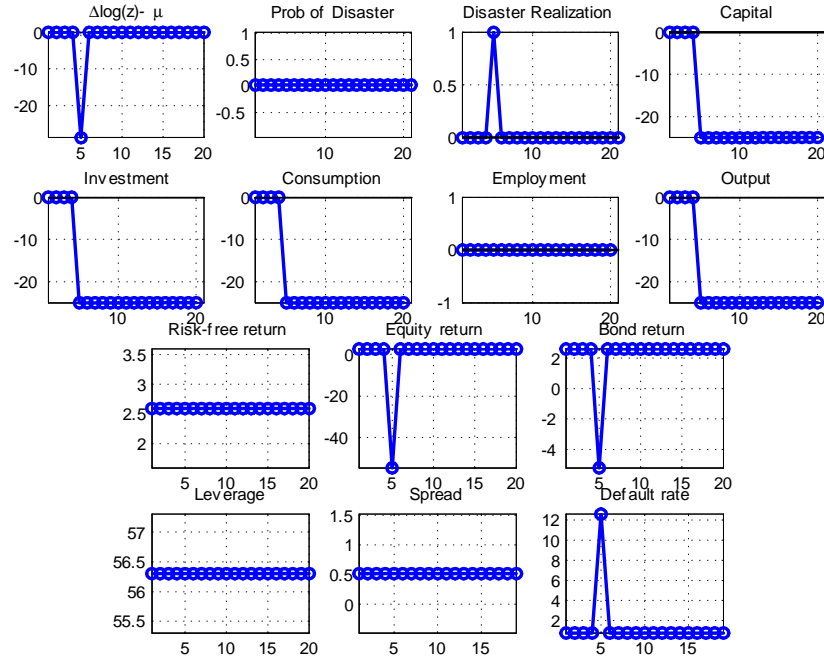 Δlog(z)- μ
Prob of Disaster
Disaster Realization
Capital
0
-10
-20
5 10 15 20
1
0.5
0
-0.5
10 20
1
0.5
0
10 20
0
-10
-20
10 20
Investment
Consumption
Employment
Output
0
-10
-20
10 20
0
-10
-20
10 20
1
0
-1
10 20
0
-10
-20
10 20
Risk-free return
Equity return
Bond return
3.5
3
2.5
2
5 10 15 20
0
-20
-40
5 10 15 20
2
0
-2
-4
5 10 15 20
Leverage
Spread
Default rate
57
56.5
56
55.5
5 10 15 20
1.5
1
0.5
0
5 10 15
12
10
8
6
4
2
5 10 15